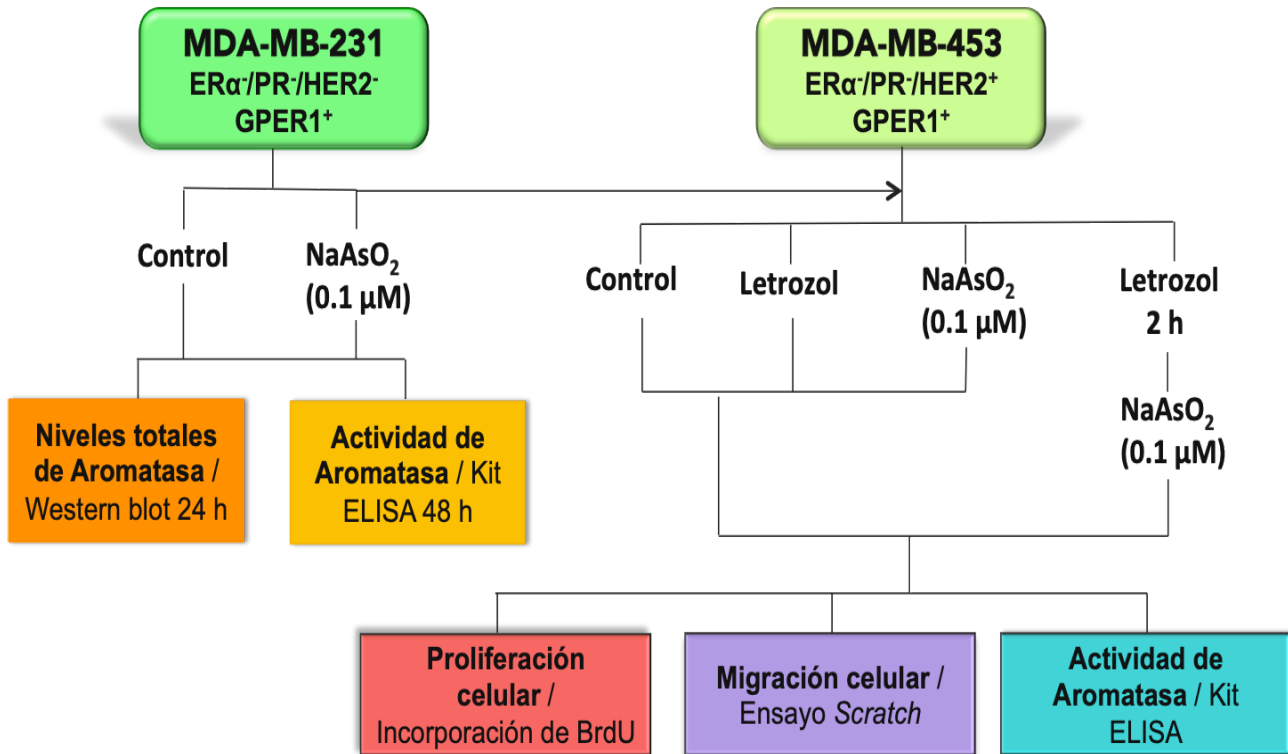 MDA-MB-231
ERα⁻/PR⁻/HER2⁻
GPER1⁺
MDA-MB-453
ERα⁻/PR⁻/HER2⁺
GPER1⁺
Control
NaAsO₂
(0.1 µM)
Control
Letrozol
NaAsO₂
(0.1 µM)
Letrozol
2 h
NaAsO₂
(0.1 µM)
Niveles totales
de Aromatasa /
Western blot 24 h
Actividad de
Aromatasa / Kit
ELISA 48 h
Proliferación
celular /
Incorporación de BrdU
Migración celular /
Ensayo Scratch
Actividad de
Aromatasa / Kit
ELISA